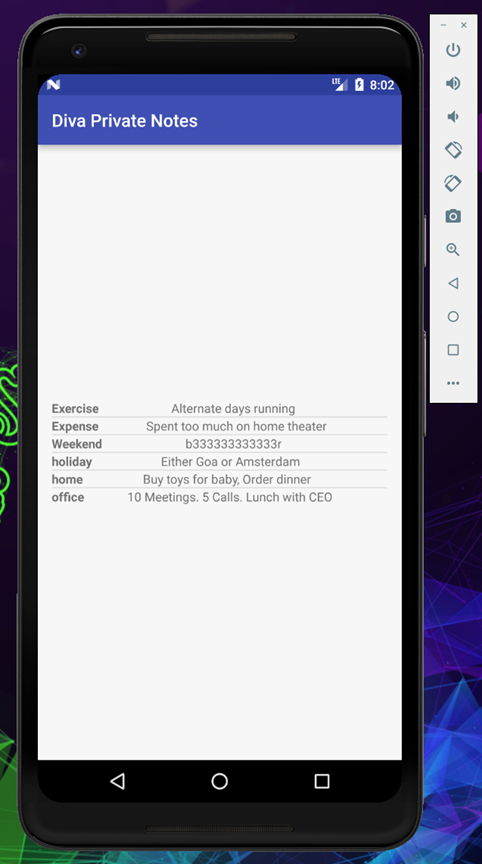 LTE 8:02
Diva Private Notes
Exercise Alternate days running
Expense Spent too much on home theater
Weekend b333333333333r
holiday Either Goa or Amsterdam
home Buy toys for baby, Order dinner
office 10 Meetings. 5 Calls. Lunch with CEO